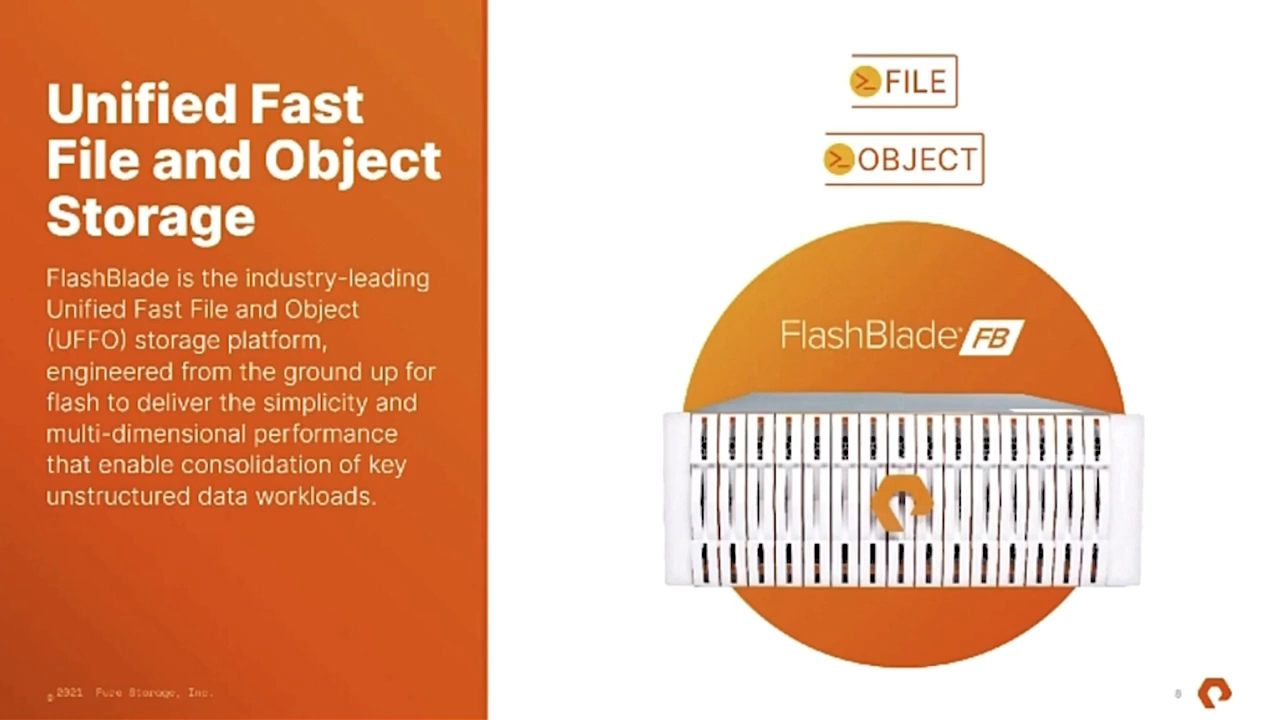 Unified Fast
File and Object
Storage
FlashBlade is the industry-leading
Unified Fast File and Object
(UFFO) storage platform,
engineered from the ground up for
flash to deliver the simplicity and
multi-dimensional performance
that enable consolidation of key
unstructured data workloads.
FILE
OBJECT
FlashBlade® FB
© 2021 Pure Storage, Inc.
8